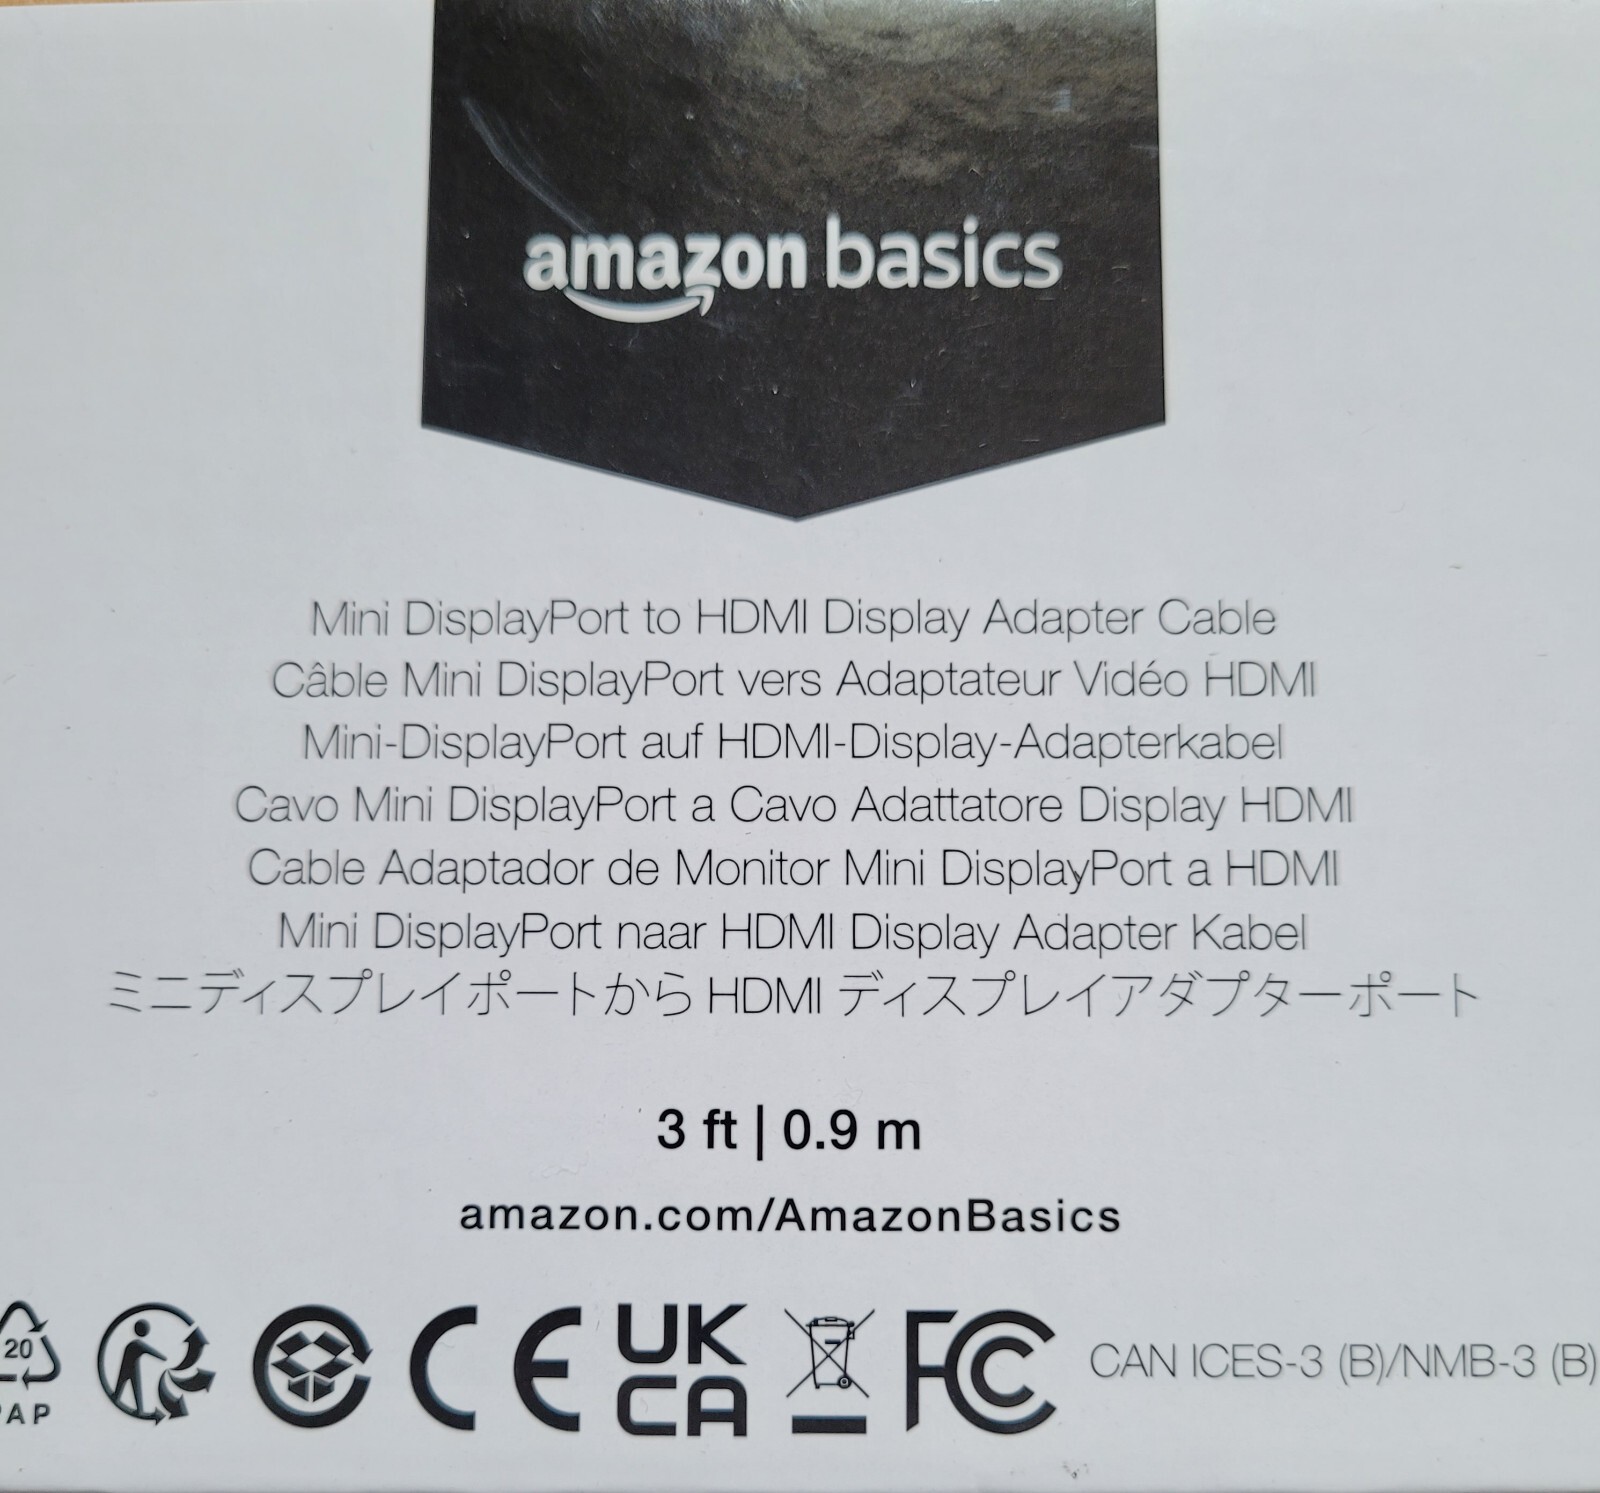 amazon basics
Mini DisplayPort to HDMI Display Adapter Cable
Câble Mini DisplayPort vers Adaptateur Vidéo HDMI
Mini-DisplayPort auf HDMI-Display-Adapterkabel
Cavo Mini DisplayPort a Cavo Adattatore Display HDMI
Cable Adaptador de Monitor Mini DisplayPort a HDMI
Mini DisplayPort naar HDMI Display Adapter Kabel
ミニディスプレイポートから HDMI ディスプレイアダプターポート
3 ft | 0.9 m
amazon.com/AmazonBasics
20
PAP
CE
UK
CA
FC
CAN ICES-3 (B)/NMB-3 (B)